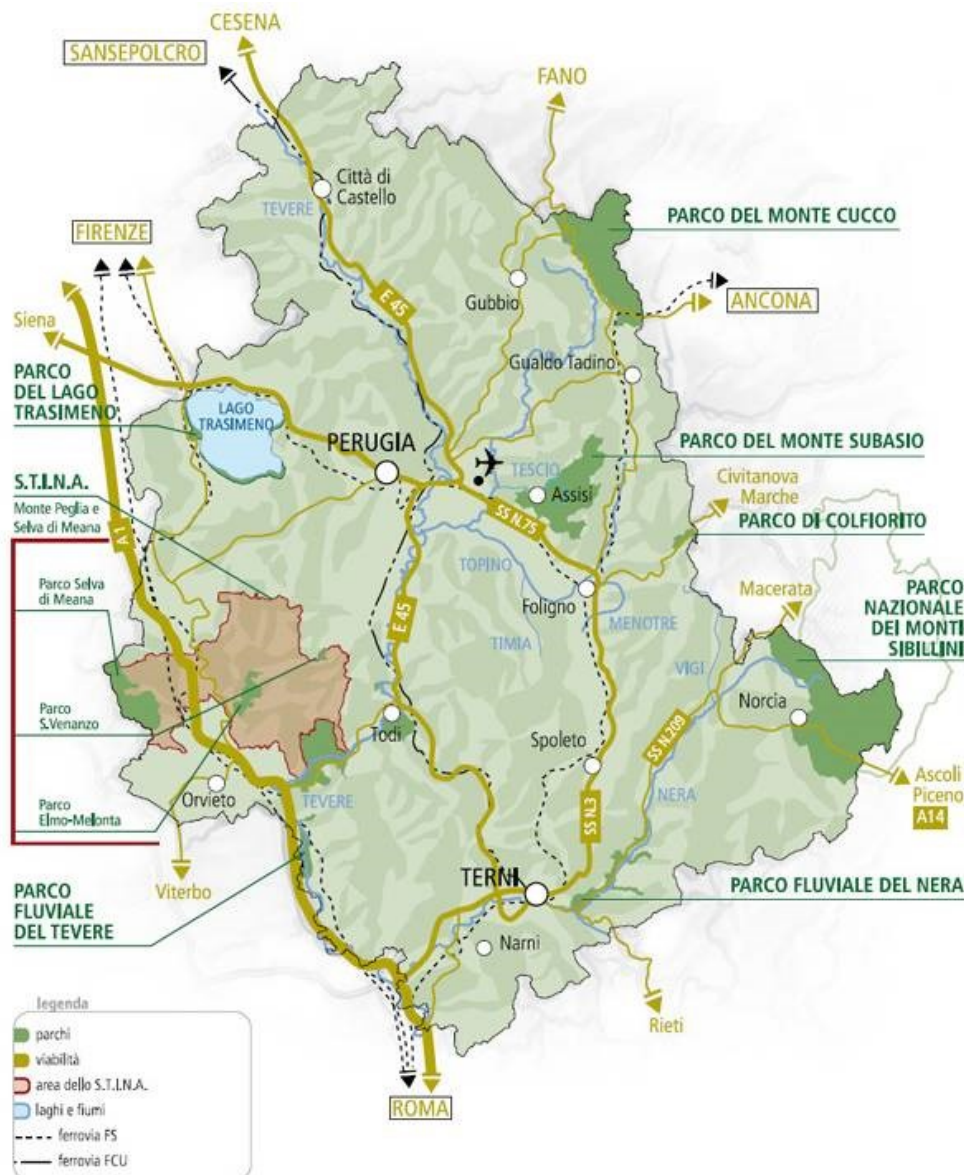 CESENA
SANSEPOLCRO
FANO
Città di
Castello
TEVERE
PARCO DEL MONTE CUCCO
FIRENZE
E 45
Gubbio
ANCONA
Siena
Gualdo Tadino
PARCO
DEL LAGO
TRASIMENO
LAGO
TRASIMENO
PERUGIA
PARCO DEL MONTE SUBASIO
TESCIO
Assisi
Civitanova
Marche
S.T.I.N.A.
Monte Peglia e
Selva di Meana
A1
SS N.75
PARCO DI COLFIORITO
TOPINO
Parco Selva
di Meana
Foligno
Macerata
PARCO
NAZIONALE
DEI MONTI
SIBILLINI
E 45
MENOTRE
TIMIA
VIGI
Norcia
Parco
S.Venanzo
Todi
Spoleto
SS N.209
Orvieto
TEVERE
NERA
Ascoli
Piceno
A14
Parco
Elmo-Melonta
SS N.3
Viterbo
TERNI
PARCO FLUVIALE DEL NERA
PARCO
FLUVIALE
DEL TEVERE
Narni
Rieti
legenda
parchi
viabilità
area dello S.T.I.N.A.
laghi e fiumi
ferrovia FS
ferrovia FCU
ROMA